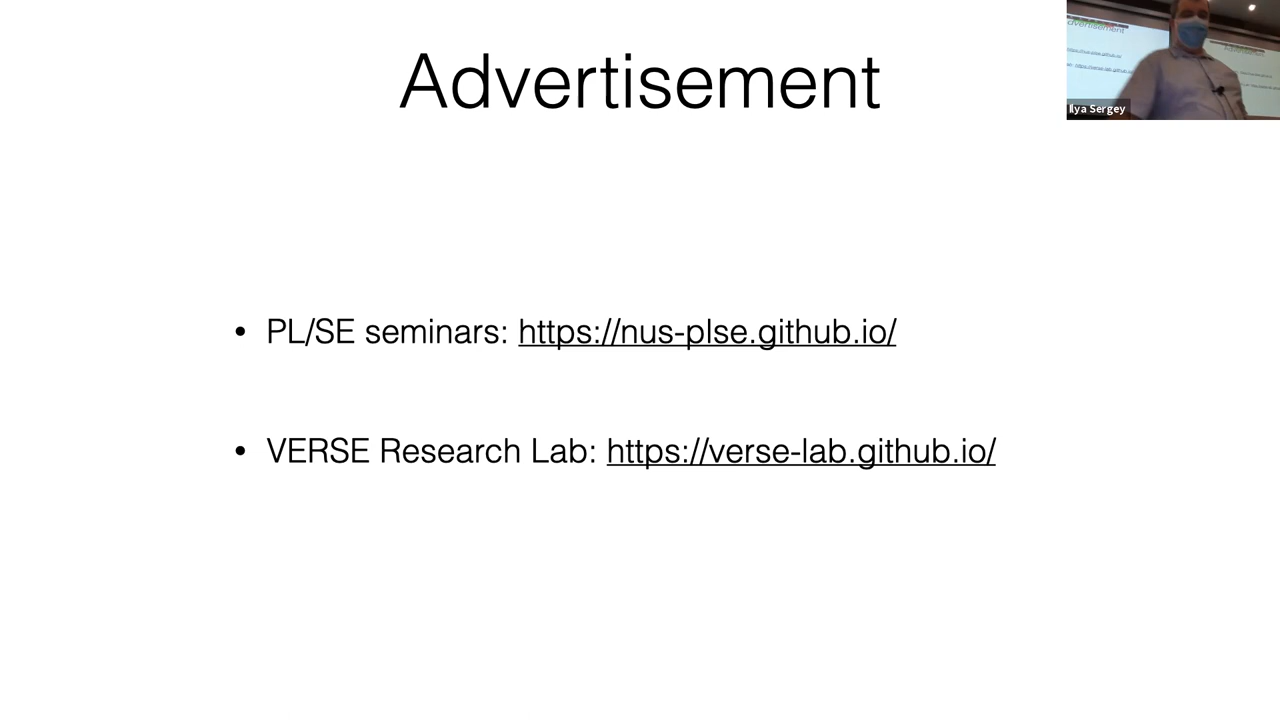 Advertisement
Ilya Sergey
• PL/SE seminars: https://nus-plse.github.io/
• VERSE Research Lab: https://verse-lab.github.io/